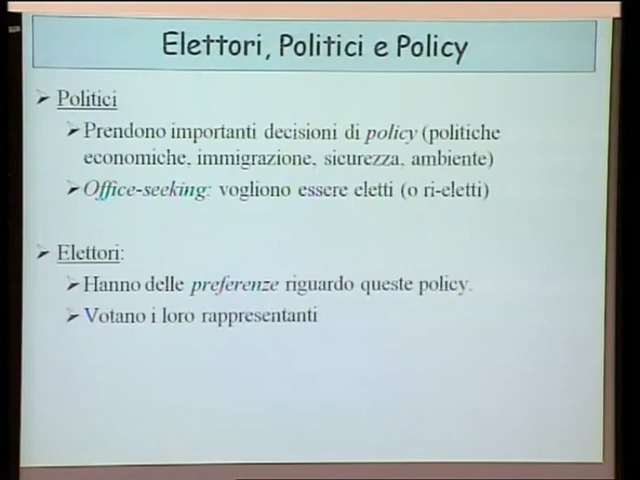 Elettori, Politici e Policy
Politici
Prendono importanti decisioni di policy (politiche
economiche, immigrazione, sicurezza, ambiente)
Office-seeking: vogliono essere eletti (o ri-eletti)
Elettori:
Hanno delle preferenze riguardo queste policy.
Votano i loro rappresentanti